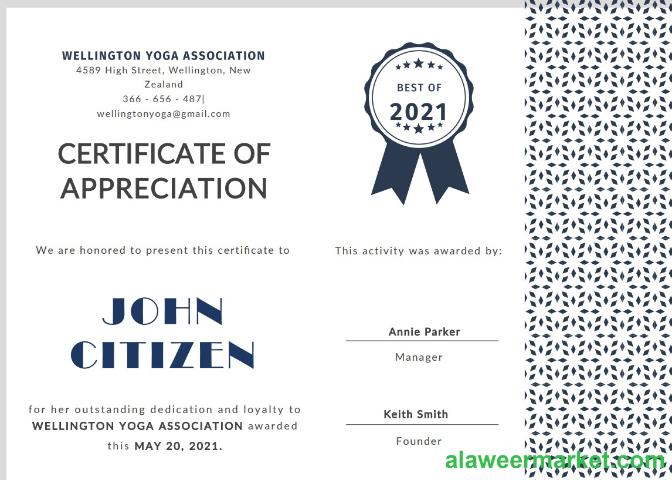 WELLINGTON YOGA ASSOCIATION
4589 High Street, Wellington, New
Zealand
366 - 656 - 487|
wellingtonyoga@gmail.com
CERTIFICATE OF
APPRECIATION
We are honored to present this certificate to
JOHN
CITIZEN
for her outstanding dedication and loyalty to
WELLINGTON YOGA ASSOCIATION awarded
this MAY 20, 2021.
BEST OF
2021
This activity was awarded by:
Annie Parker
Manager
Keith Smith
Founder
alaweermarket.com